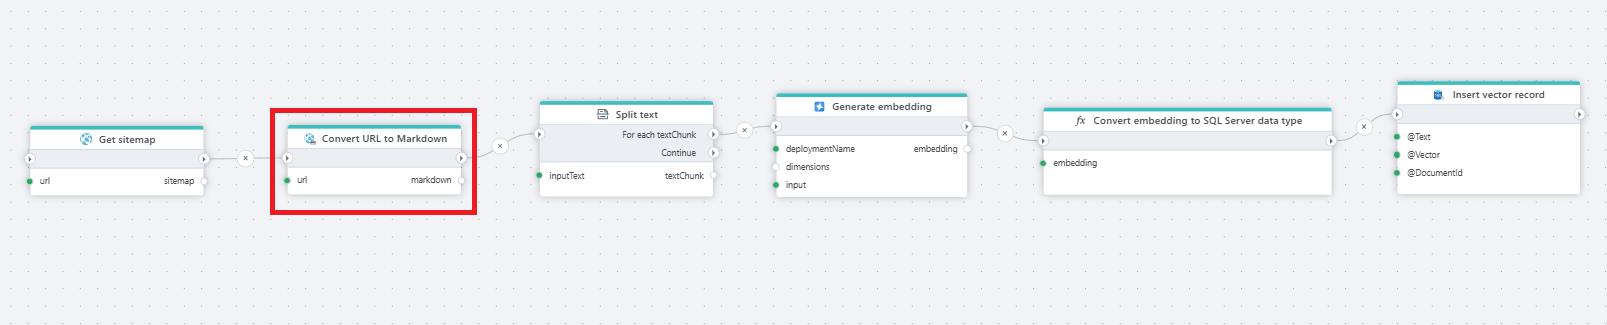 Get sitemap
url sitemap
Convert URL to Markdown
url markdown
Split text
For each textChunk
Continue
inputText textChunk
Generate embedding
deploymentName embedding
dimensions
input
fx Convert embedding to SQL Server data type
embedding
Insert vector record
@Text
@Vector
@DocumentId